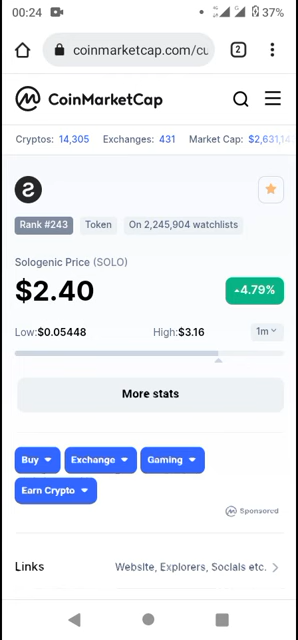 00:24 37%
coinmarketcap.com/cu 2
CoinMarketCap
Cryptos: 14,305 Exchanges: 431 Market Cap: $2,631,14
Rank #243 Token On 2,245,904 watchlists
Sologenic Price (SOLO)
$2.40 4.79%
Low:$0.05448 High:$3.16 1m
More stats
Buy Exchange Gaming
Earn Crypto
Sponsored
Links Website, Explorers, Socials etc.